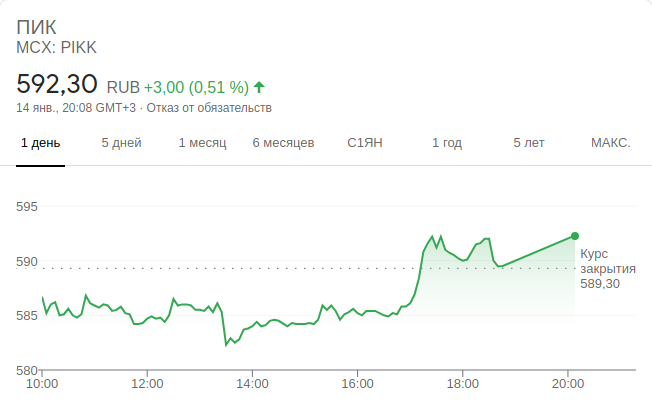 ПИК
MCX: PIKK
592,30 RUB +3,00 (0,51 %)
14 янв., 20:08 GMT+3 · Отказ от обязательств
1 день 5 дней 1 месяц 6 месяцев С1ЯН 1 год 5 лет МАКС.
595
590
585
580
Курс
закрытия
589,30
10:00 12:00 14:00 16:00 18:00 20:00